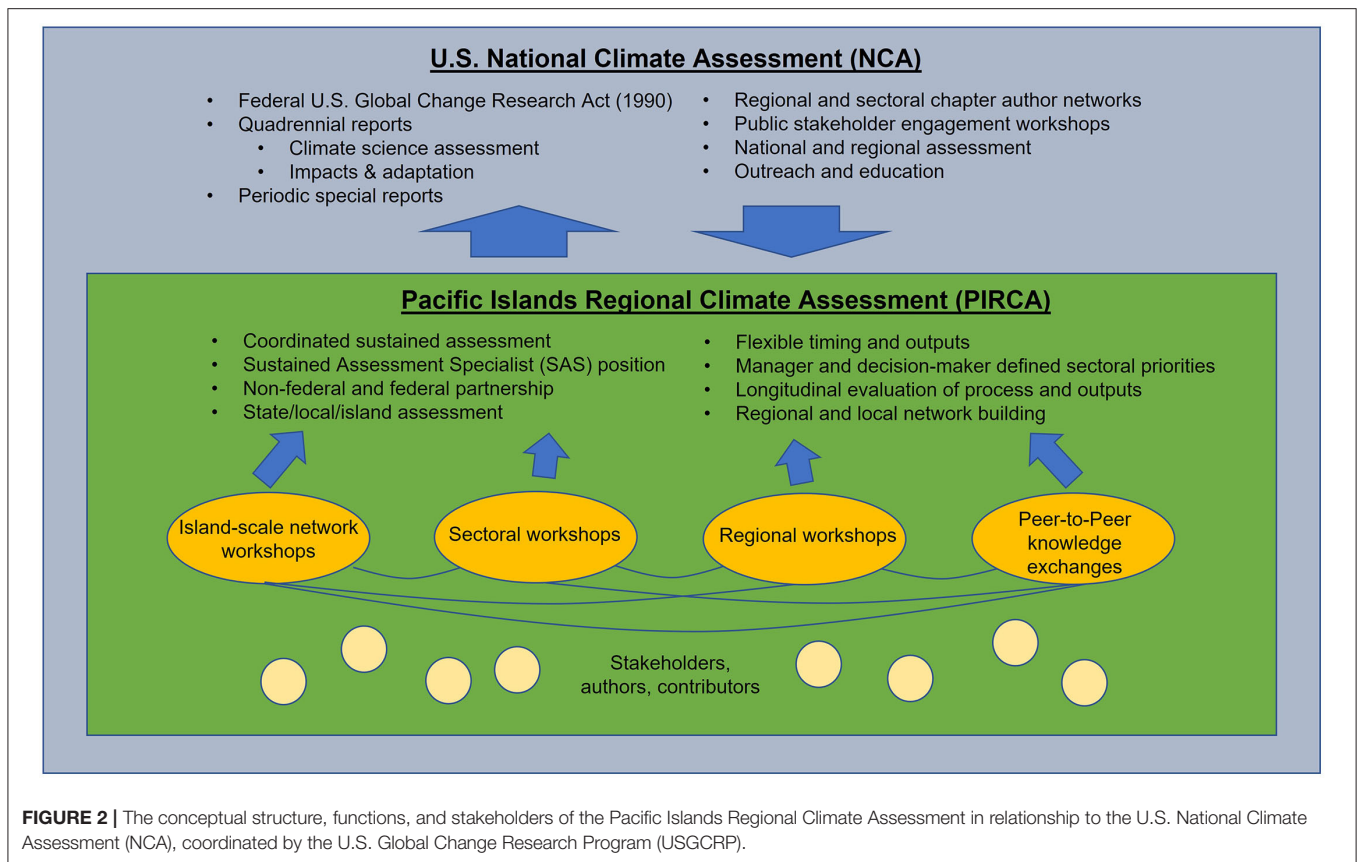 U.S. National Climate Assessment (NCA)
• Federal U.S. Global Change Research Act (1990)
• Quadrennial reports
• Climate science assessment
• Impacts & adaptation
• Periodic special reports
• Regional and sectoral chapter author networks
• Public stakeholder engagement workshops
• National and regional assessment
• Outreach and education
Pacific Islands Regional Climate Assessment (PIRCA)
• Coordinated sustained assessment
• Sustained Assessment Specialist (SAS) position
• Non-federal and federal partnership
• State/local/island assessment
• Flexible timing and outputs
• Manager and decision-maker defined sectoral priorities
• Longitudinal evaluation of process and outputs
• Regional and local network building
Island-scale network
workshops
Sectoral workshops
Regional workshops
Peer-to-Peer
knowledge
exchanges
Stakeholders,
authors, contributors
FIGURE 2 | The conceptual structure, functions, and stakeholders of the Pacific Islands Regional Climate Assessment in relationship to the U.S. National Climate
Assessment (NCA), coordinated by the U.S. Global Change Research Program (USGCRP).